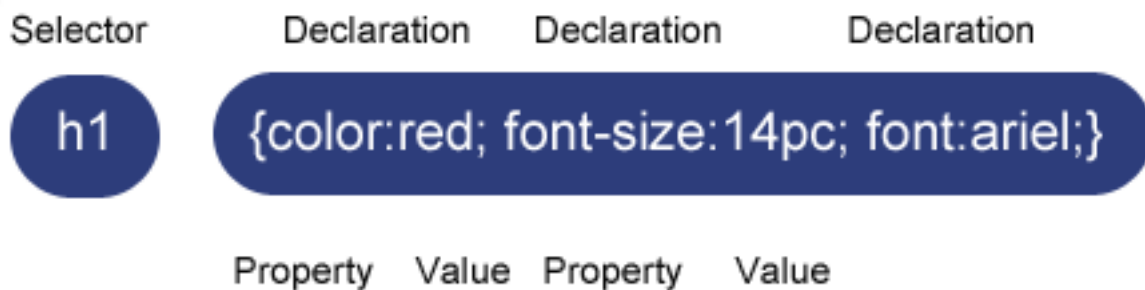 Selector Declaration Declaration Declaration
h1 {color:red; font-size:14pc; font:ariel;}
Property Value Property Value